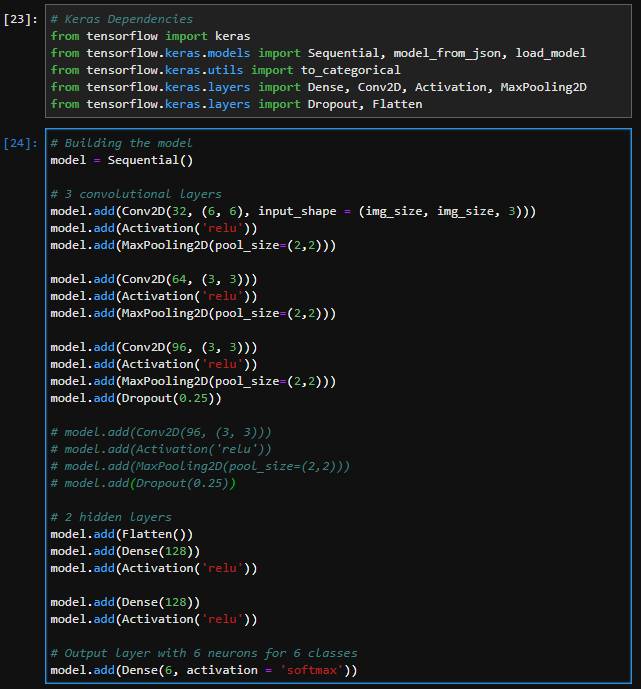 [23]: # Keras Dependencies
from tensorflow import keras
from tensorflow.keras.models import Sequential, model_from_json, load_model
from tensorflow.keras.utils import to_categorical
from tensorflow.keras.layers import Dense, Conv2D, Activation, MaxPooling2D
from tensorflow.keras.layers import Dropout, Flatten
[24]: # Building the model
model = Sequential()
# 3 convolutional layers
model.add(Conv2D(32, (6, 6), input_shape = (img_size, img_size, 3)))
model.add(Activation('relu'))
model.add(MaxPooling2D(pool_size=(2,2)))
model.add(Conv2D(64, (3, 3)))
model.add(Activation('relu'))
model.add(MaxPooling2D(pool_size=(2,2)))
model.add(Conv2D(96, (3, 3)))
model.add(Activation('relu'))
model.add(MaxPooling2D(pool_size=(2,2)))
model.add(Dropout(0.25))
# model.add(Conv2D(96, (3, 3)))
# model.add(Activation('relu'))
# model.add(MaxPooling2D(pool_size=(2,2)))
# model.add(Dropout(0.25))
# 2 hidden layers
model.add(Flatten())
model.add(Dense(128))
model.add(Activation('relu'))
model.add(Dense(128))
model.add(Activation('relu'))
# Output layer with 6 neurons for 6 classes
model.add(Dense(6, activation = 'softmax'))